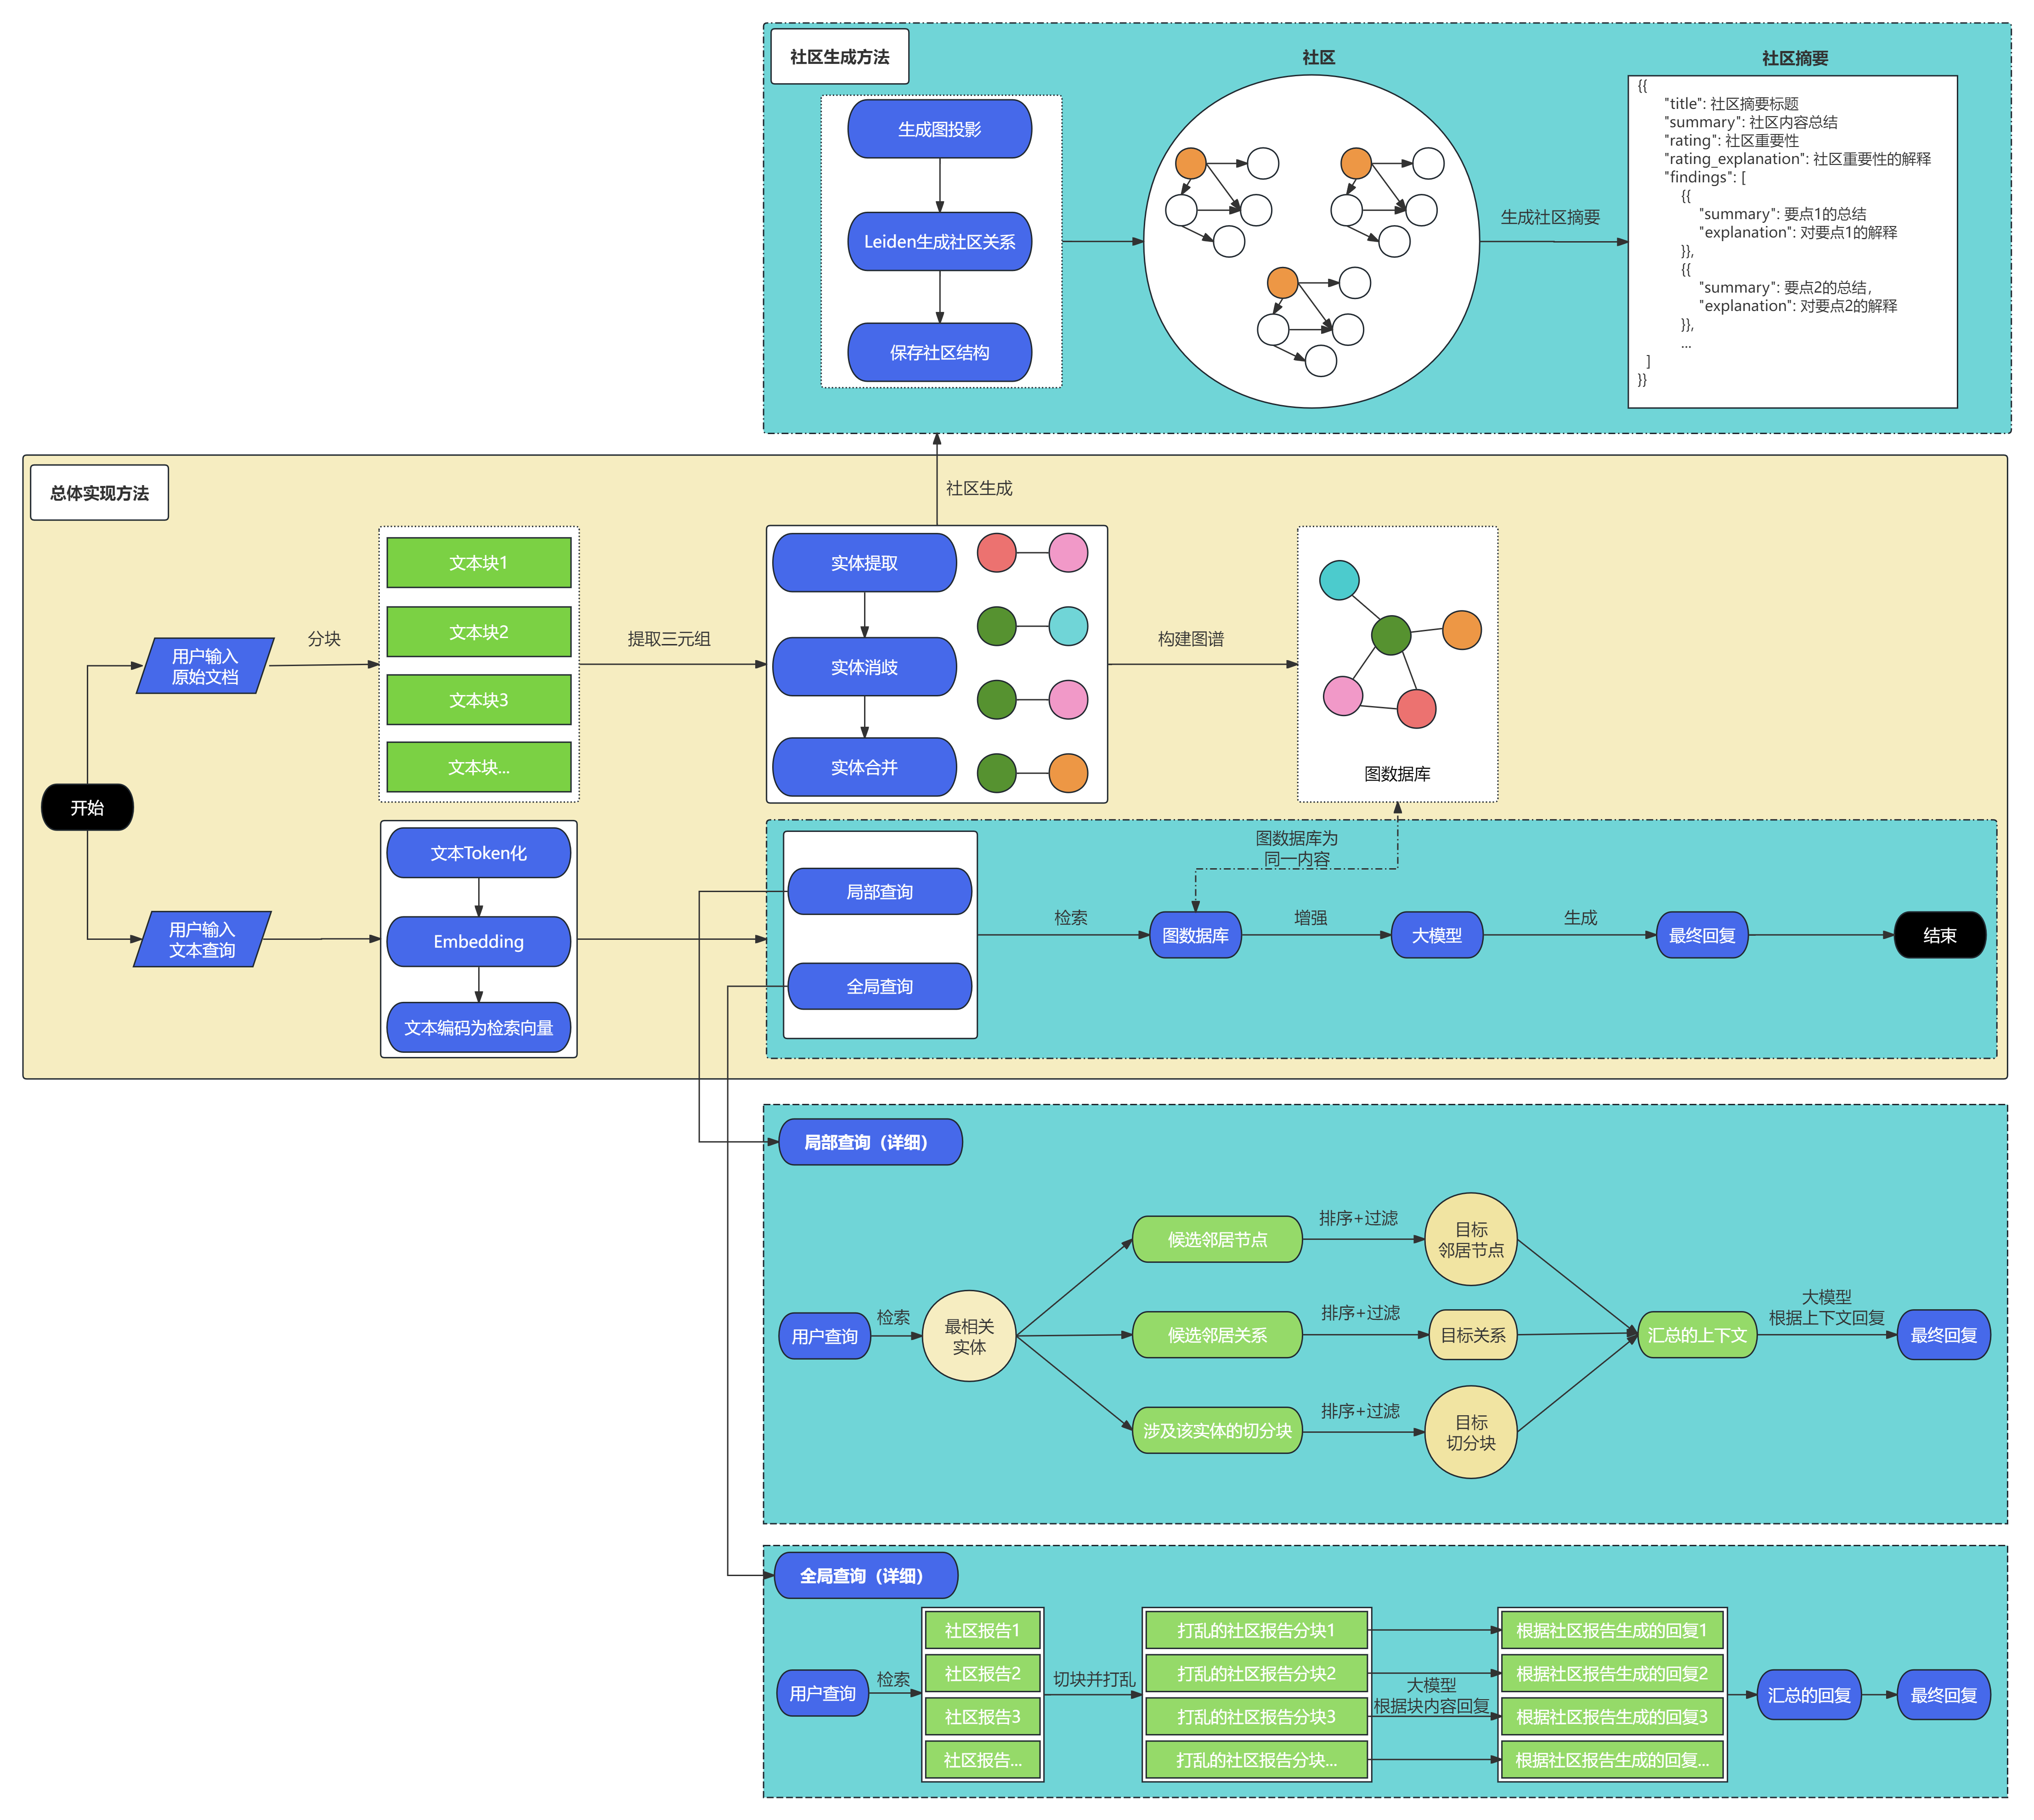 社区生成方法
社区
社区摘要
生成图投影
Leiden生成社区关系
保存社区结构
生成社区摘要
{{
"title": 社区摘要标题
"summary": 社区内容总结
"rating": 社区重要性
"rating_explanation": 社区重要性的解释
"findings": [
{{
"summary": 要点1的总结
"explanation": 对要点1的解释
}},
{{
"summary": 要点2的总结,
"explanation": 对要点2的解释
}},
...
]
}}
总体实现方法
社区生成
开始
用户输入
原始文档
分块
文本块1
文本块2
文本块3
文本块...
提取三元组
实体提取
实体消歧
实体合并
构建图谱
图数据库
用户输入
文本查询
文本Token化
Embedding
文本编码为检索向量
局部查询
全局查询
图数据库为
同一内容
检索
图数据库
增强
大模型
生成
最终回复
结束
局部查询（详细）
用户查询
检索
最相关
实体
候选邻居节点
候选邻居关系
涉及该实体的切分块
排序+过滤
排序+过滤
排序+过滤
目标
邻居节点
目标关系
目标
切分块
汇总的上下文
大模型
根据上下文回复
最终回复
全局查询（详细）
用户查询
检索
社区报告1
社区报告2
社区报告3
社区报告...
切块并打乱
打乱的社区报告分块1
打乱的社区报告分块2
打乱的社区报告分块3
打乱的社区报告分块...
大模型
根据块内容回复
根据社区报告生成的回复1
根据社区报告生成的回复2
根据社区报告生成的回复3
根据社区报告生成的回复...
汇总的回复
最终回复